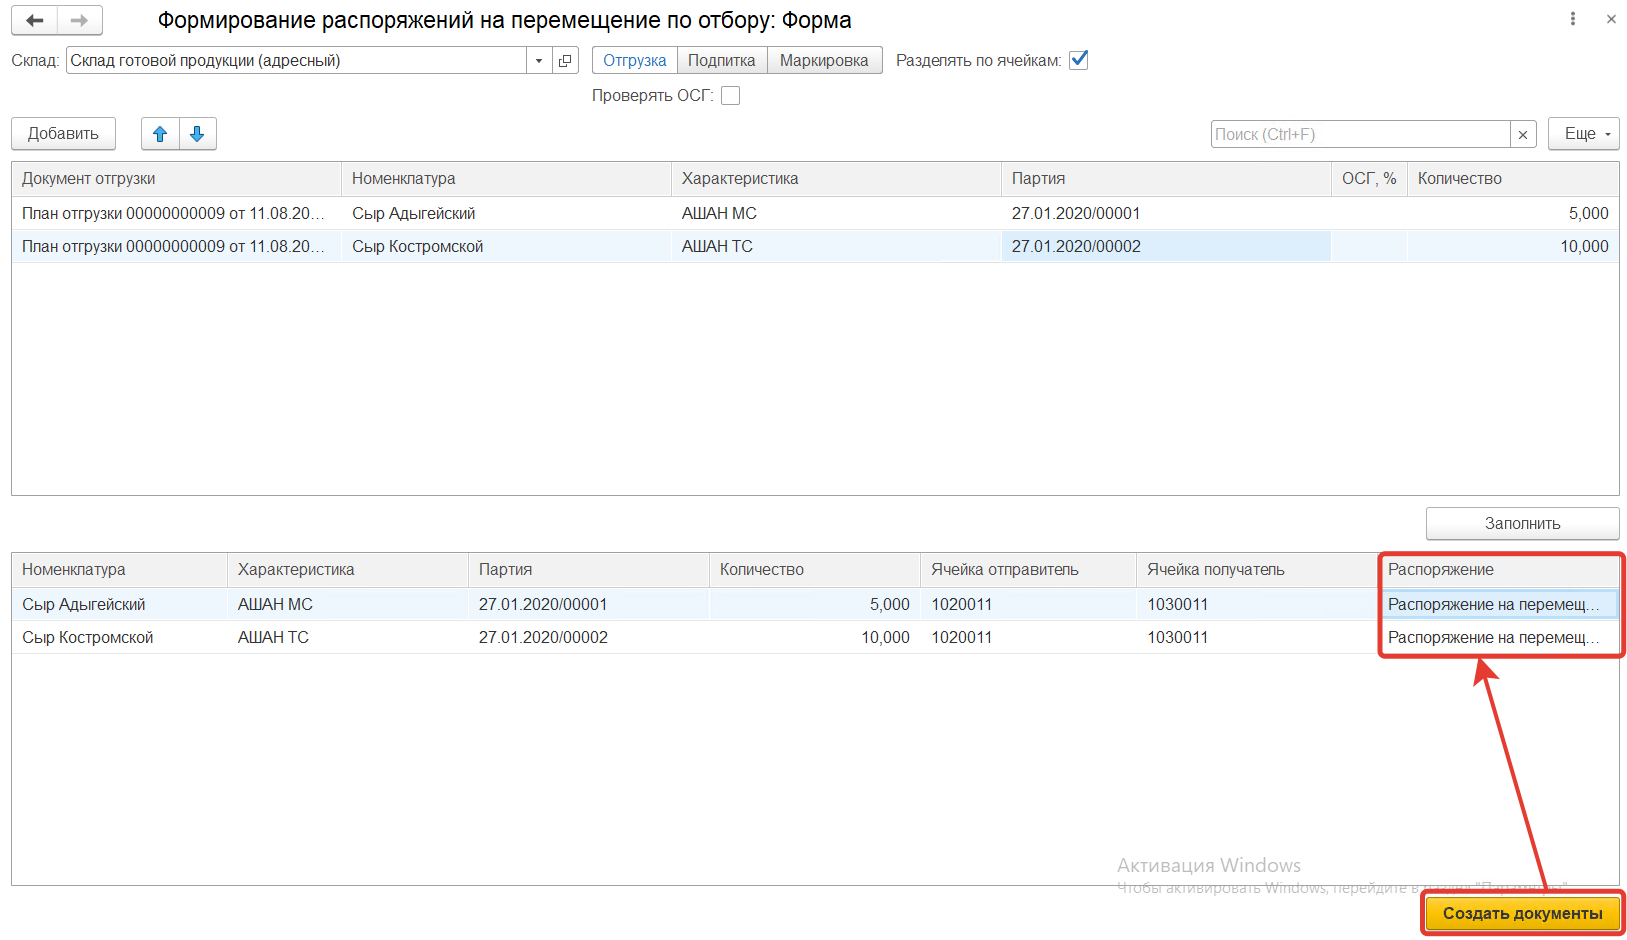 Формирование распоряжений на перемещение по отбору: Форма
Склад: Склад готовой продукции (адресный) Отгрузка Подпитка Маркировка Разделять по ячейкам:
Проверять ОСГ:
Добавить Поиск (Ctrl+F) × Еще
Документ отгрузки Номенклатура Характеристика Партия ОСГ, % Количество
План отгрузки 00000000009 от 11.08.20... Сыр Адыгейский АШАН МС 27.01.2020/00001 5,000
План отгрузки 00000000009 от 11.08.20... Сыр Костромской АШАН ТС 27.01.2020/00002 10,000
Заполнить
Номенклатура Характеристика Партия Количество Ячейка отправитель Ячейка получатель Распоряжение
Сыр Адыгейский АШАН МС 27.01.2020/00001 5,000 1020011 1030011 Распоряжение на перемещ...
Сыр Костромской АШАН ТС 27.01.2020/00002 10,000 1020011 1030011 Распоряжение на перемещ...
Активация Windows
Чтобы активировать Windows, перейдите в раздел "Параметры".
Создать документы